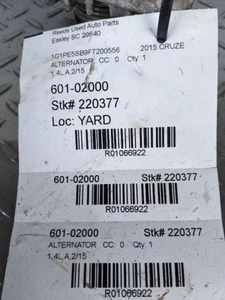 Reeds Used Auto Parts
Easley SC 29640
1G1PE5SB9F7200556 2015 CRUZE
ALTERNATOR CC: 0 Qty: 1
1.4L,A,2/15
601-02000
Stk# 220377
Loc: YARD
R01066922
601-02000 Stk# 220377
R01066922
601-02000 Stk# 220377
ALTERNATOR CC: 0 Qty: 1
1.4L,A,2/15
R01066922